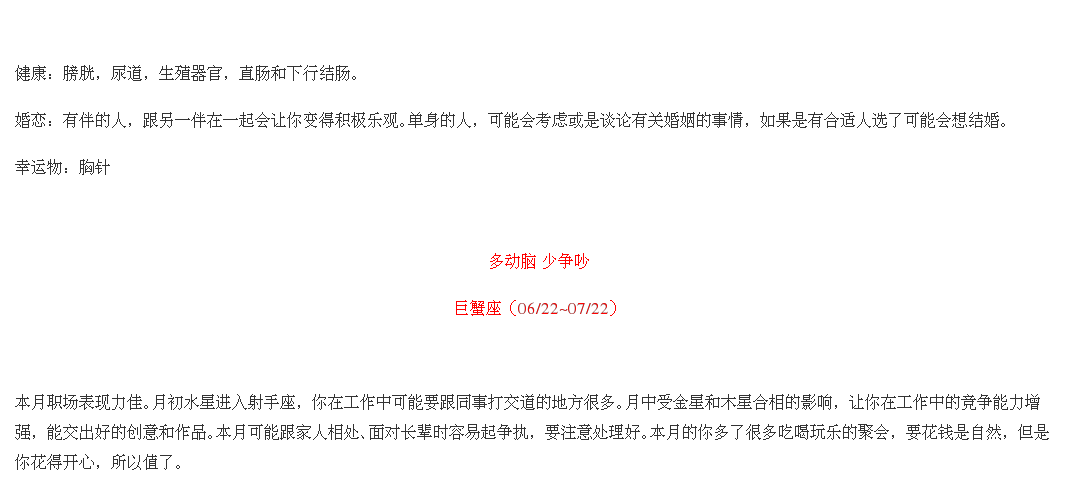 健康：膀胱，尿道，生殖器官，直肠和下行结肠。
婚恋：有伴的人，跟另一伴在一起会让你变得积极乐观。单身的人，可能会考虑或是谈论有关婚姻的事情，如果是有合适人选了可能会想结婚。
幸运物：胸针
多动脑 少争吵
巨蟹座（06/22~07/22）
本月职场表现力佳。月初水星进入射手座，你在工作中可能要跟同事打交道的地方很多。月中受金星和木星合相的影响，让你在工作中的竞争能力增
强，能交出好的创意和作品。本月可能跟家人相处、面对长辈时容易起争执，要注意处理好。本月的你多了很多吃喝玩乐的聚会，要花钱是自然，但是
你花得开心，所以值了。